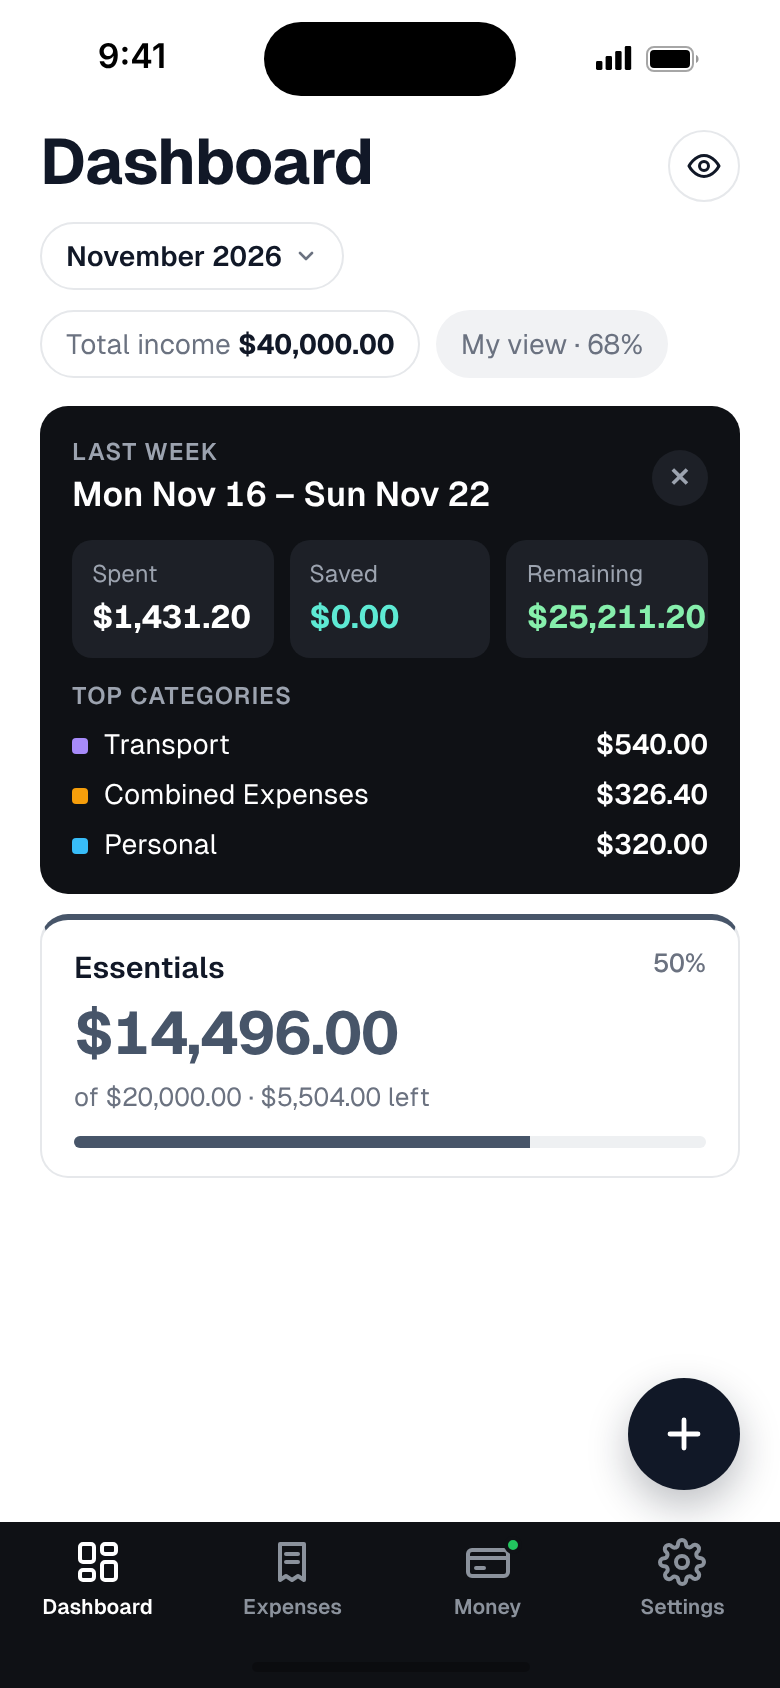 9:41
Dashboard
November 2026
Total income $40,000.00
My view · 68%
LAST WEEK
Mon Nov 16 – Sun Nov 22
Spent
$1,431.20
Saved
$0.00
Remaining
$25,211.20
TOP CATEGORIES
Transport $540.00
Combined Expenses $326.40
Personal $320.00
Essentials 50%
$14,496.00
of $20,000.00 · $5,504.00 left
Dashboard Expenses Money Settings